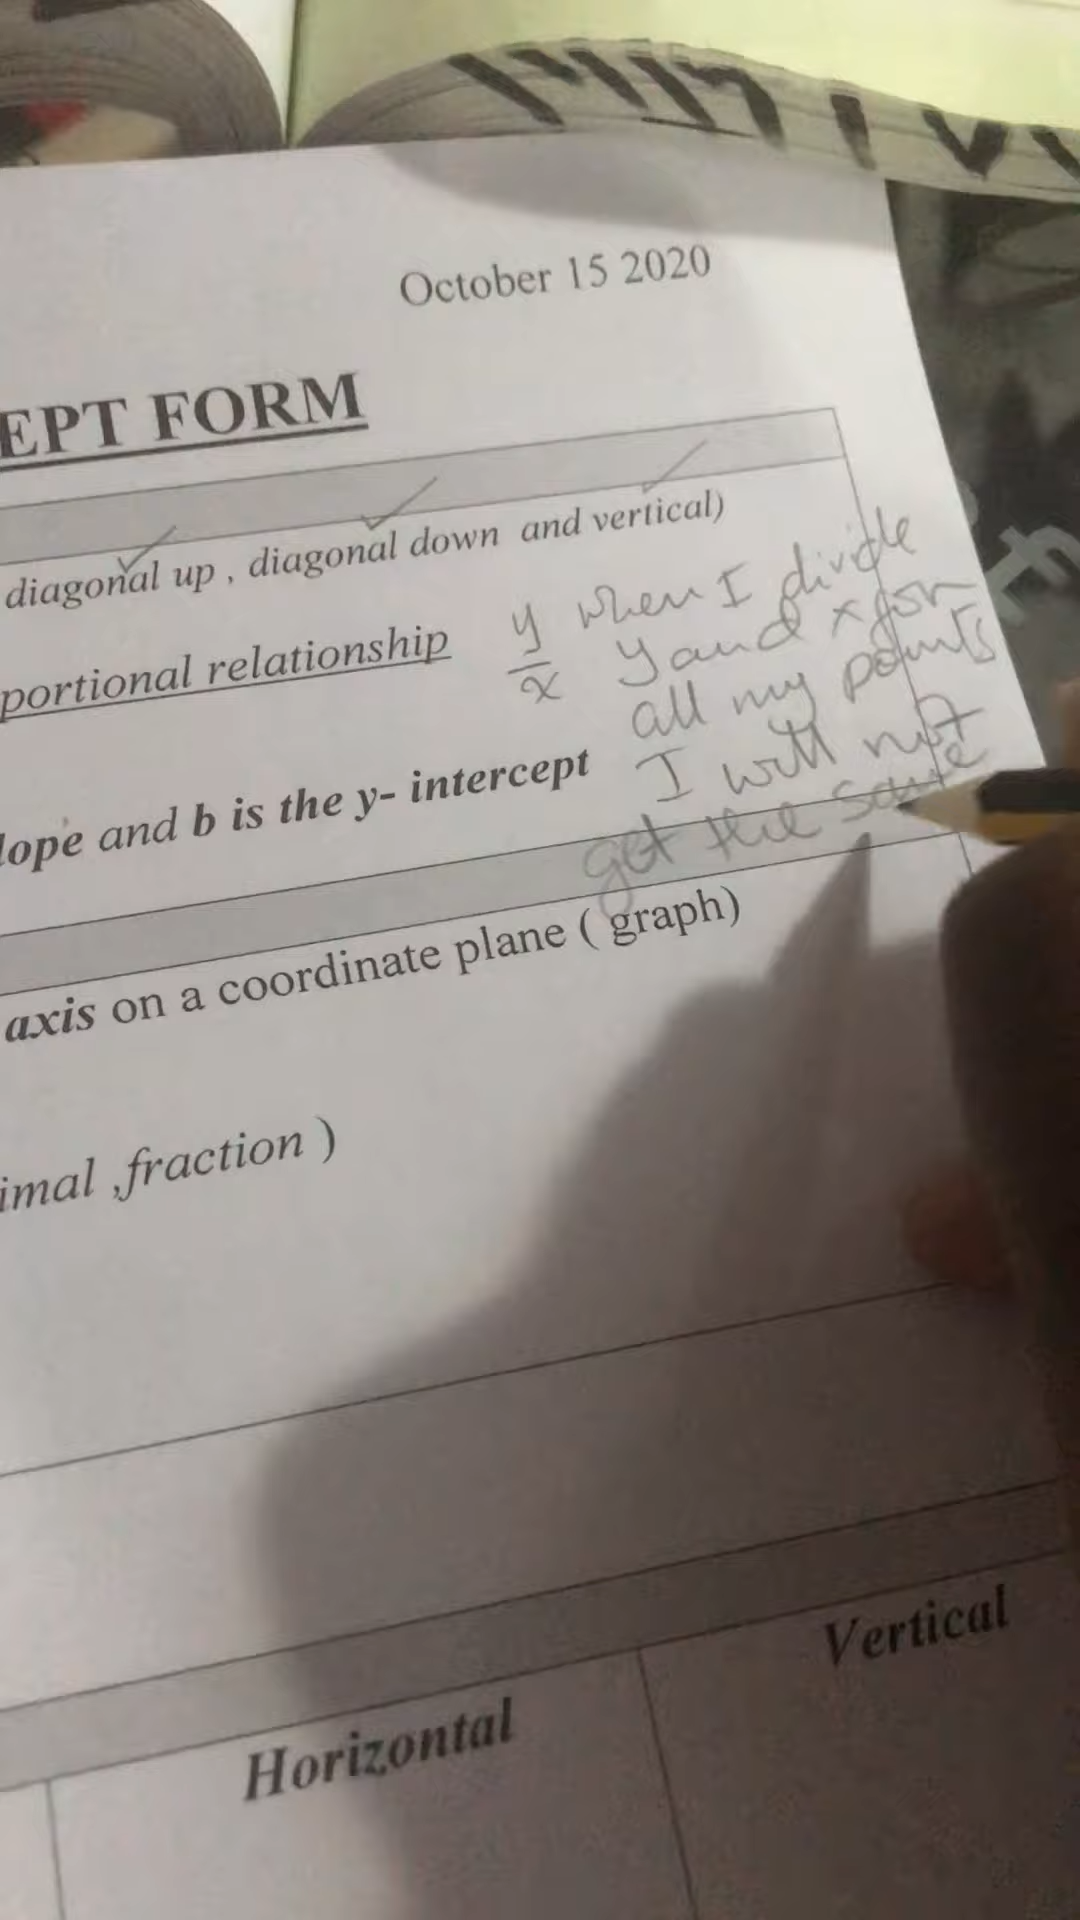 October 15 2020
EPT FORM
diagonal up , diagonal down and vertical)
portional relationship
y/x when I divide
y and x for
all my points
I will not
get the same
lope and b is the y- intercept
axis on a coordinate plane ( graph)
imal ,fraction )
Horizontal
Vertical